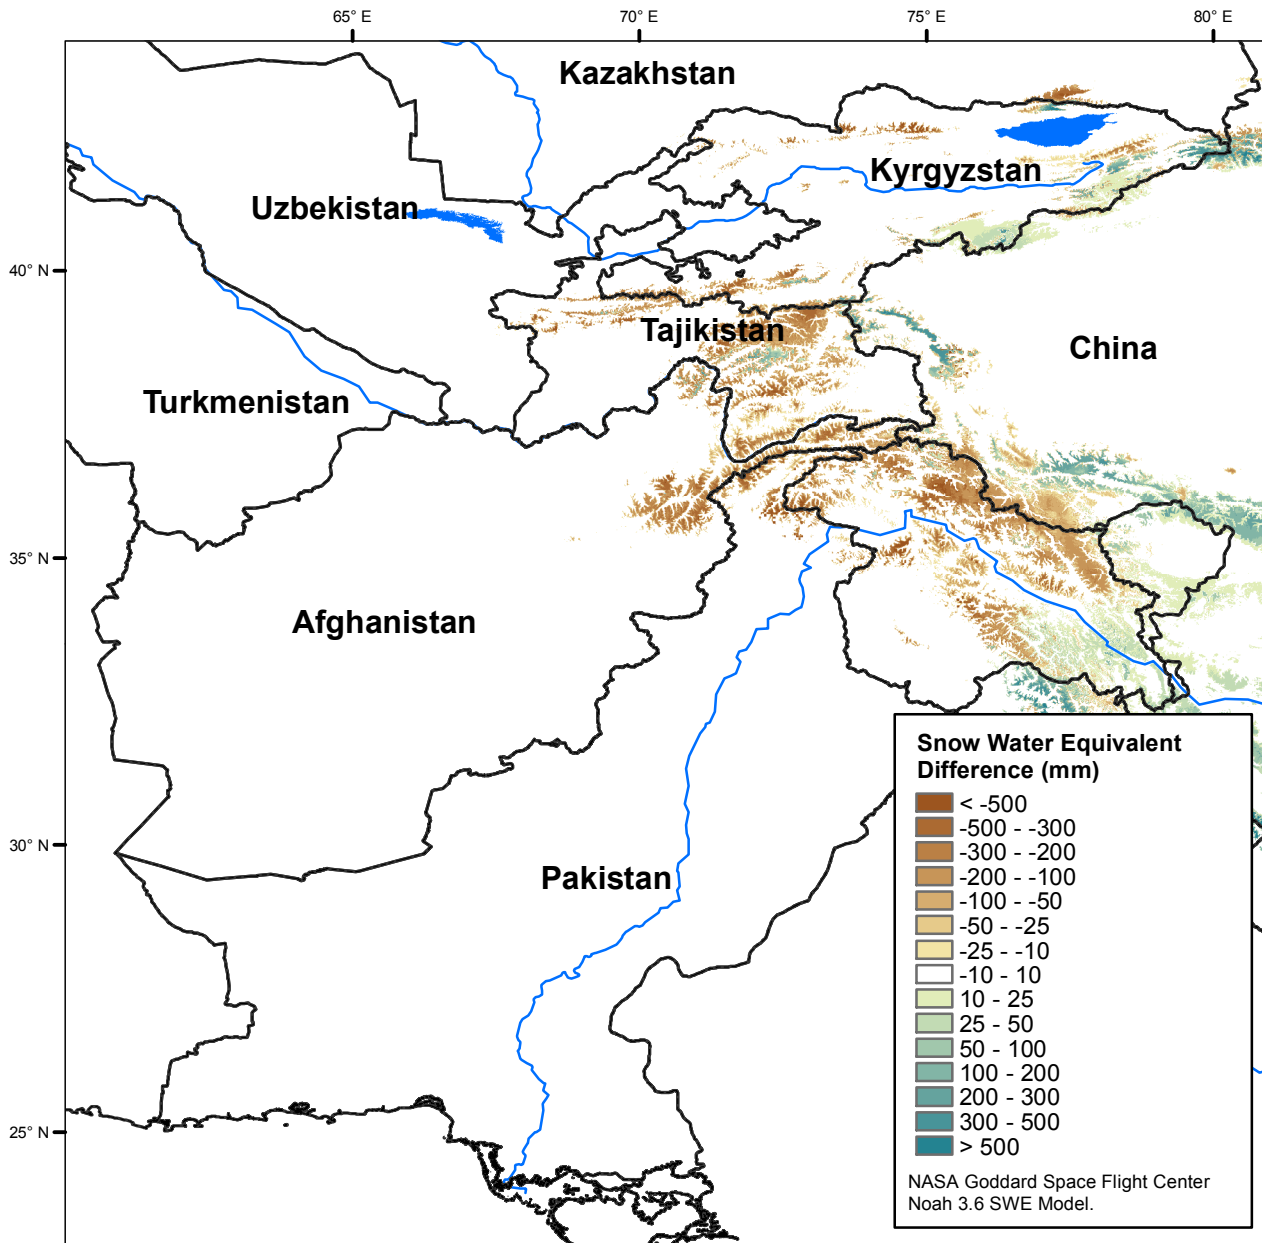 65° E
70° E
75° E
80° E
Kazakhstan
Kyrgyzstan
Uzbekistan
40° N
Tajikistan
China
Turkmenistan
35° N
Afghanistan
30° N
Pakistan
25° N
Snow Water Equivalent
Difference (mm)
< -500
-500 - -300
-300 - -200
-200 - -100
-100 - -50
-50 - -25
-25 - -10
-10 - 10
10 - 25
25 - 50
50 - 100
100 - 200
200 - 300
300 - 500
> 500
NASA Goddard Space Flight Center
Noah 3.6 SWE Model.